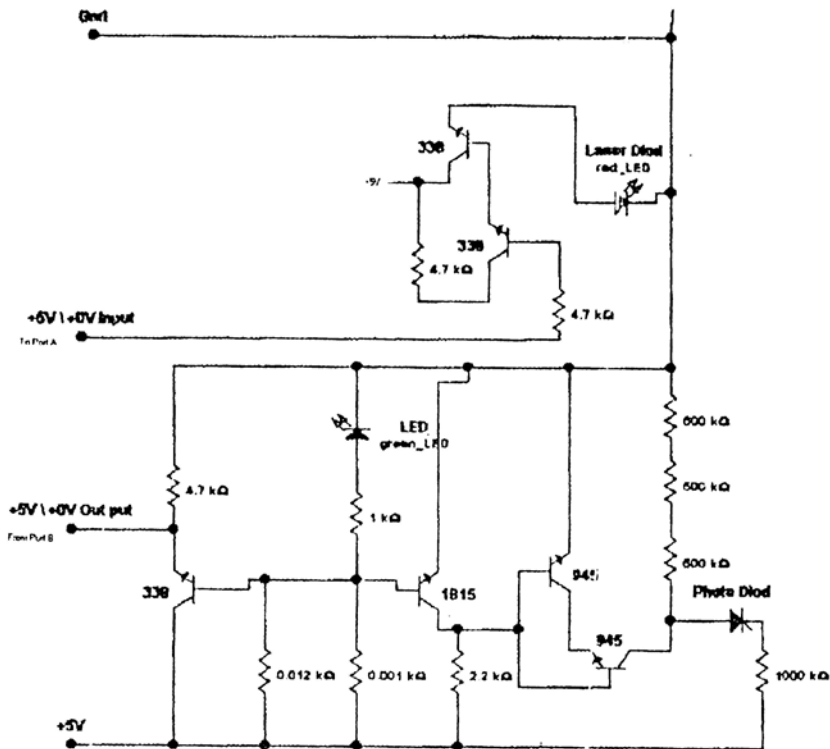 Gnd
338
Laser Diod
red_LED
338
4.7 kΩ
4.7 kΩ
+5V \ +0V Input
To Port A
LED
green_LED
600 kΩ
4.7 kΩ
500 kΩ
+5V \ +0V Out put
From Port B
1 kΩ
600 kΩ
338
1815
945
Photo Diod
945
0.012 kΩ
0.001 kΩ
2.2 kΩ
1000 kΩ
+5V